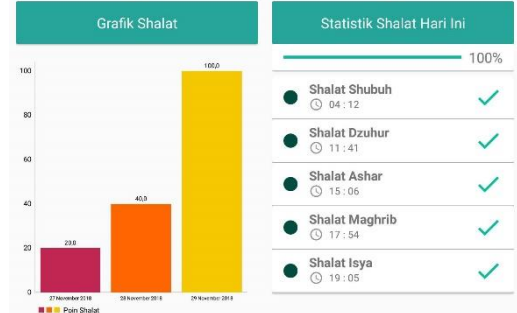 Grafik Shalat
100
80
60
40
20
0
20,0
40,0
100,0
27 November 2018
28 November 2018
29 November 2018
Poin Shalat
Statistik Shalat Hari Ini
100%
Shalat Shubuh
04 : 12
Shalat Dzuhur
11 : 41
Shalat Ashar
15 : 06
Shalat Maghrib
17 : 54
Shalat Isya
19 : 05